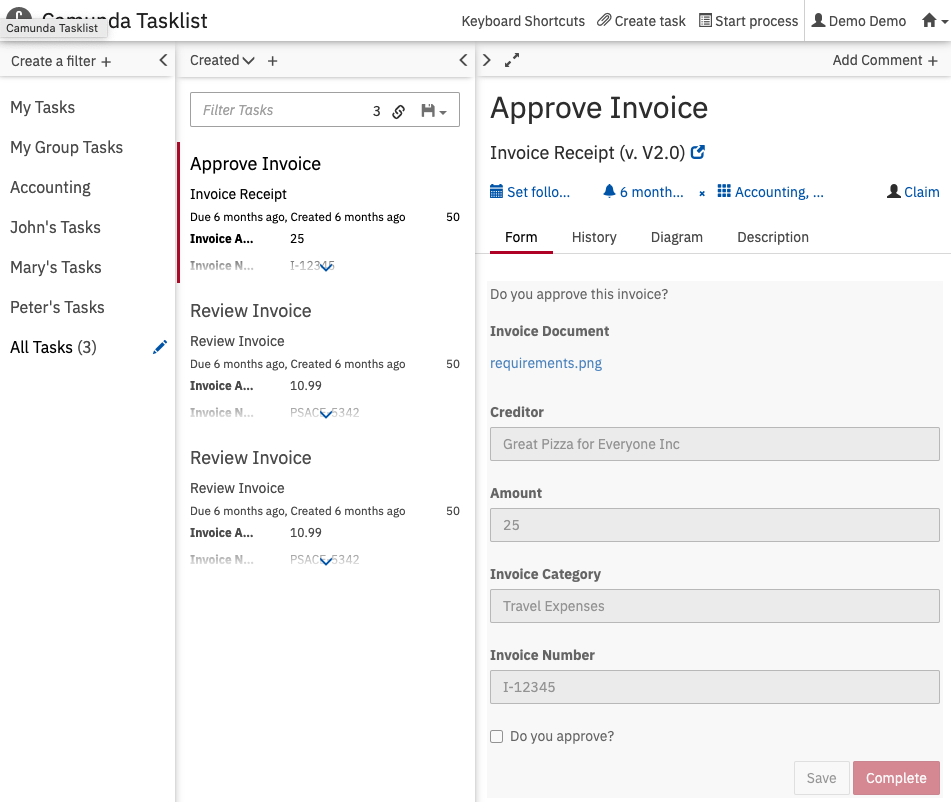 Camunda Tasklist
Camunda Tasklist
Keyboard Shortcuts Create task Start process Demo Demo
Create a filter +
Created +
Add Comment +
My Tasks
My Group Tasks
Accounting
John's Tasks
Mary's Tasks
Peter's Tasks
All Tasks (3)
Filter Tasks 3
Approve Invoice
Invoice Receipt
Due 6 months ago, Created 6 months ago 50
Invoice A... 25
Invoice N... I-12345
Review Invoice
Review Invoice
Due 6 months ago, Created 6 months ago 50
Invoice A... 10.99
Invoice N... PSACE-5342
Review Invoice
Review Invoice
Due 6 months ago, Created 6 months ago 50
Invoice A... 10.99
Invoice N... PSACE-5342
Approve Invoice
Invoice Receipt (v. V2.0)
Set follo... 6 month... × Accounting, ... Claim
Form History Diagram Description
Do you approve this invoice?
Invoice Document
requirements.png
Creditor
Great Pizza for Everyone Inc
Amount
25
Invoice Category
Travel Expenses
Invoice Number
I-12345
Do you approve?
Save Complete